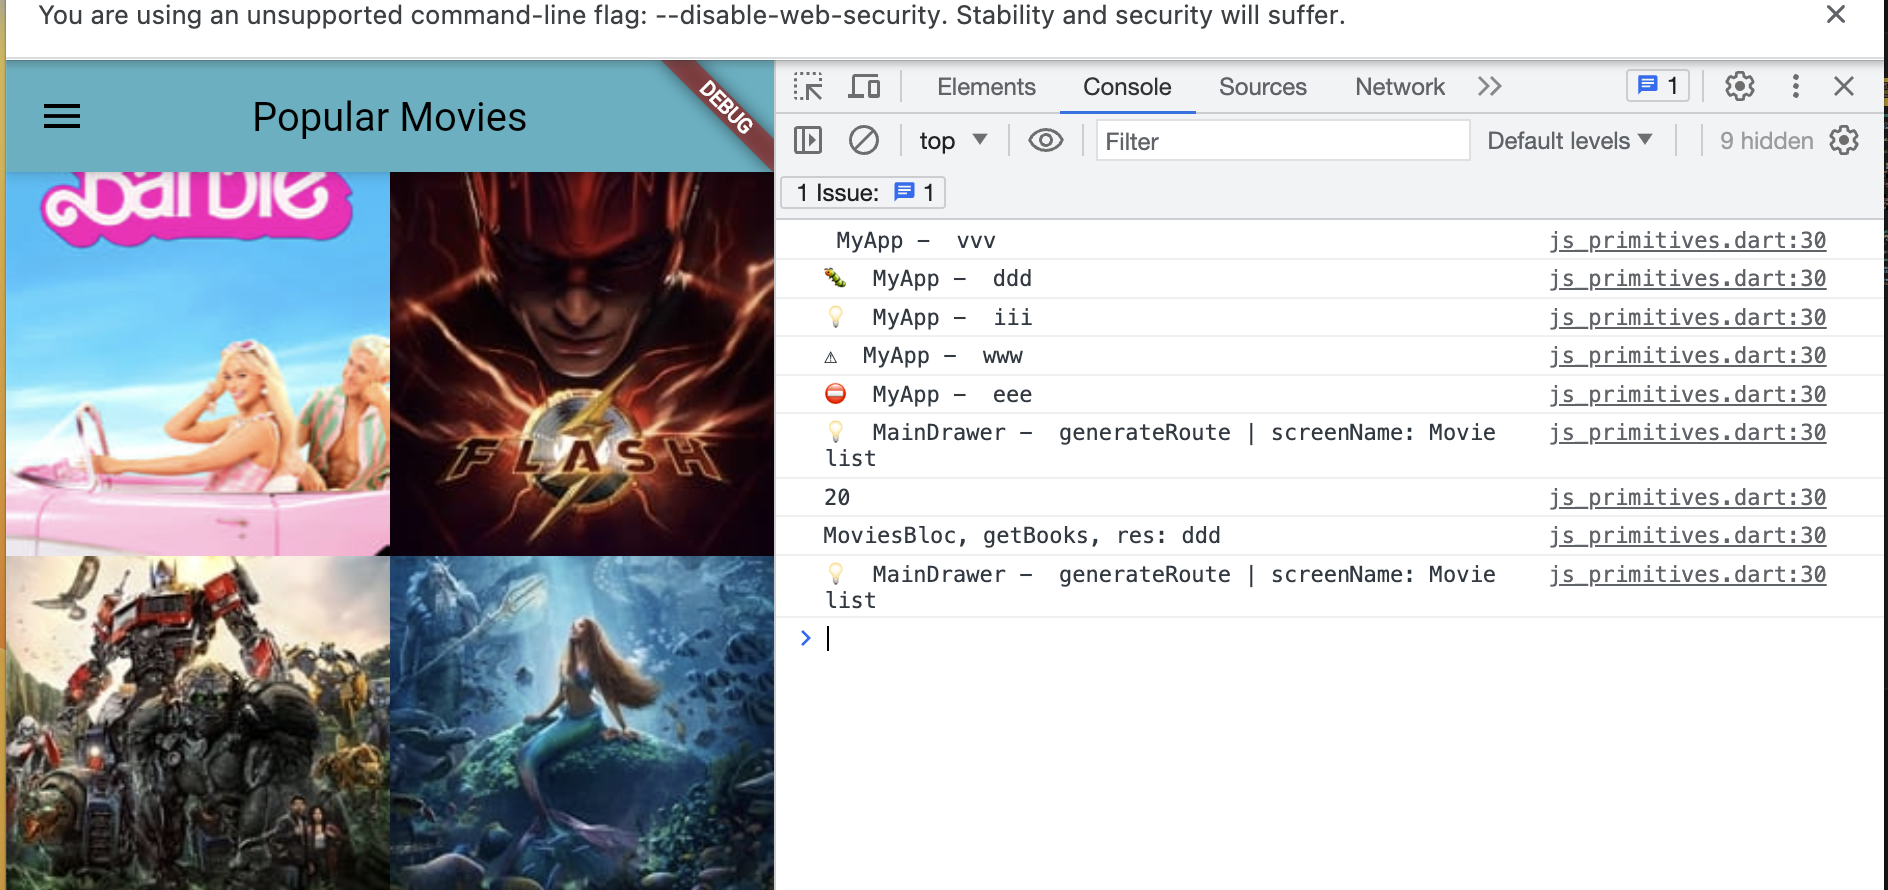 You are using an unsupported command-line flag: --disable-web-security. Stability and security will suffer.
Popular Movies
DEBUG
Barbie
FLASH
Elements Console Sources Network 1
top Filter Default levels 9 hidden
1 Issue: 1
MyApp – vvv js_primitives.dart:30
🐛 MyApp – ddd js_primitives.dart:30
💡 MyApp – iii js_primitives.dart:30
⚠ MyApp – www js_primitives.dart:30
⛔ MyApp – eee js_primitives.dart:30
💡 MainDrawer – generateRoute | screenName: Movie js_primitives.dart:30
list
20 js_primitives.dart:30
MoviesBloc, getBooks, res: ddd js_primitives.dart:30
💡 MainDrawer – generateRoute | screenName: Movie js_primitives.dart:30
list